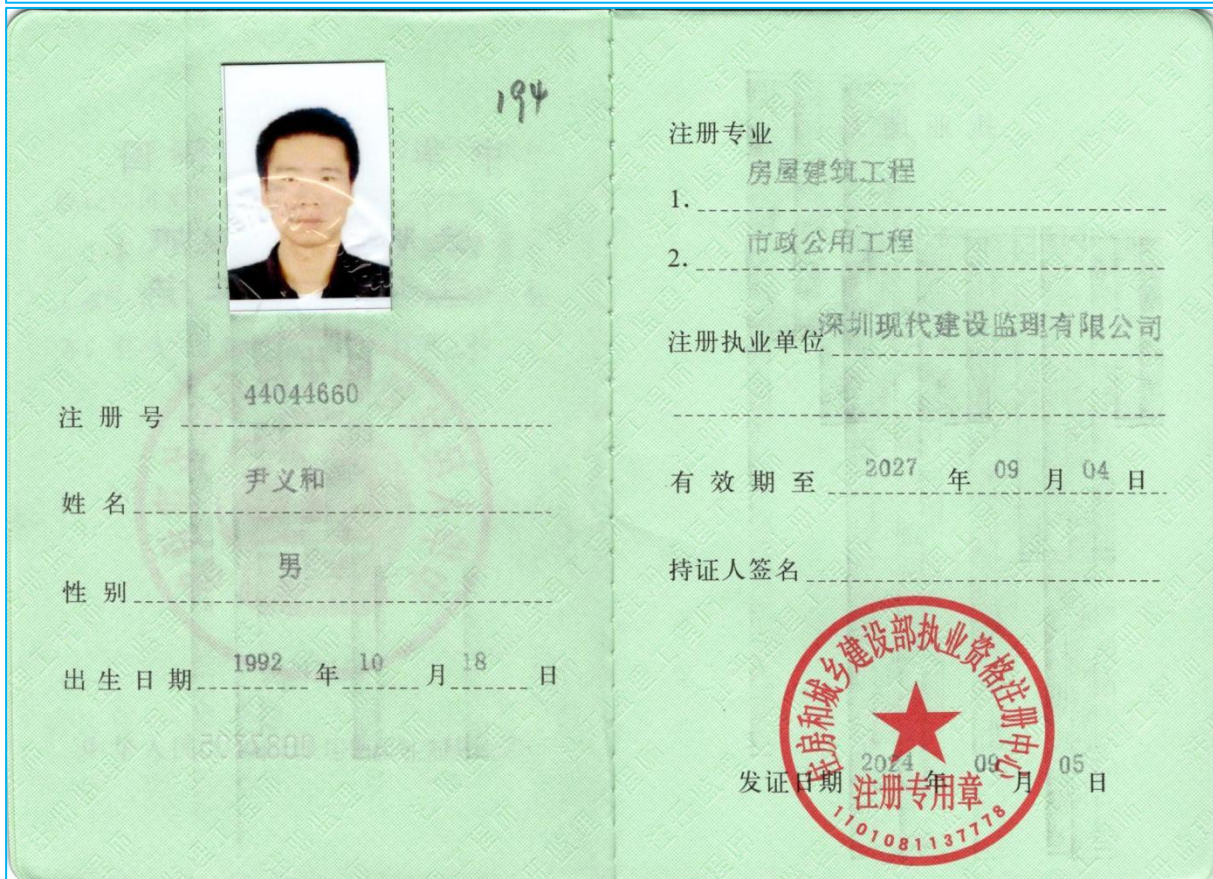 194
注册号 44044660
姓名 尹义和
性别 男
出生日期 1992 年 10 月 18 日
注册专业
1. 房屋建筑工程
2. 市政公用工程
注册执业单位 深圳现代建设监理有限公司
有效期至 2027 年 09 月 04 日
持证人签名
发证日期 2024 年 09 月 05 日
住房和城乡建设部执业资格注册中心
注册专用章
1101081137778